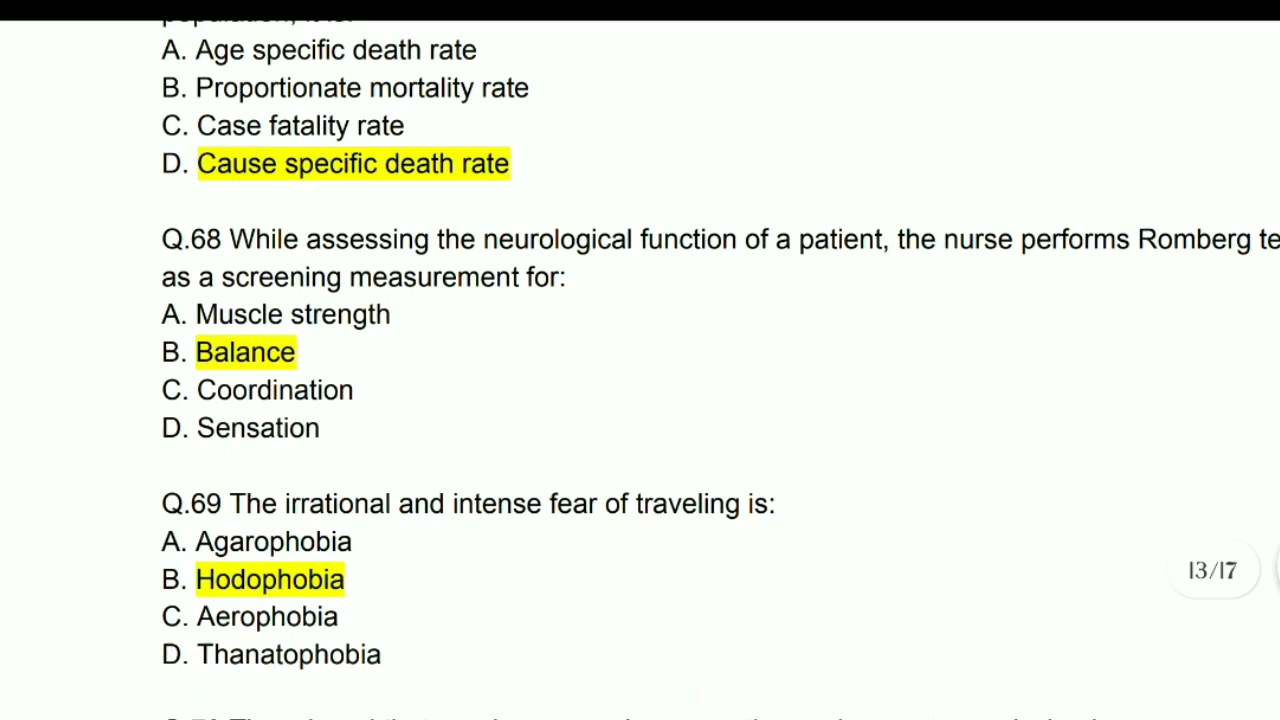 A. Age specific death rate
B. Proportionate mortality rate
C. Case fatality rate
D. Cause specific death rate
Q.68 While assessing the neurological function of a patient, the nurse performs Romberg te
as a screening measurement for:
A. Muscle strength
B. Balance
C. Coordination
D. Sensation
Q.69 The irrational and intense fear of traveling is:
A. Agarophobia
B. Hodophobia
C. Aerophobia
D. Thanatophobia
13/17